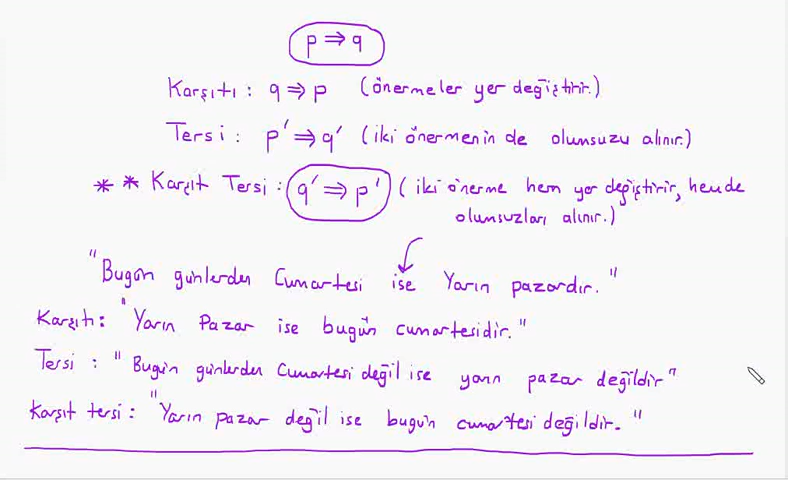 p ⇒ q
Karşıtı : q ⇒ p (önermeler yer değiştirir.)
Tersi : p' ⇒ q' (iki önermenin de olumsuzu alınır.)
* * Karşıt Tersi : q' ⇒ p' (iki önerme hem yer değiştirir, hemde
olumsuzları alınır.)
"Bugün günlerden Cumartesi ise Yarın pazardır."
Karşıtı: "Yarın Pazar ise bugün cumartesidir."
Tersi : "Bugün günlerden Cumartesi değil ise yarın pazar değildir"
Karşıt tersi : "Yarın pazar değil ise bugün cumartesi değildir."